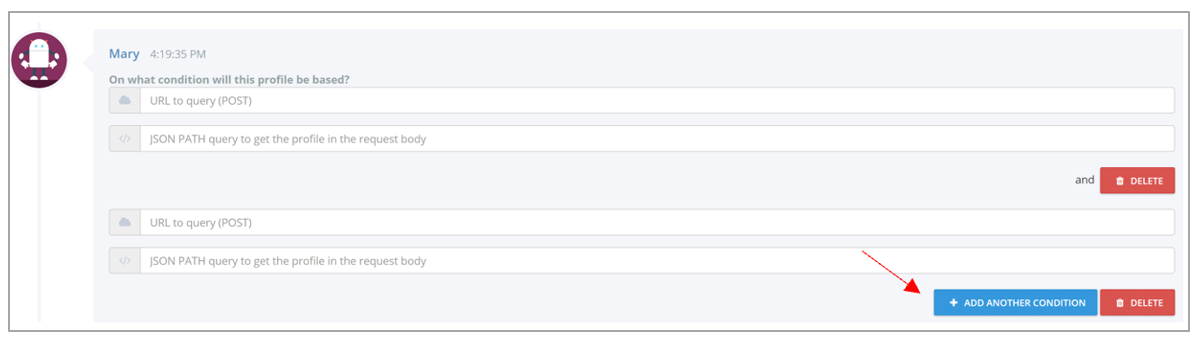 Mary 4:19:35 PM
On what condition will this profile be based?
URL to query (POST)
</> JSON PATH query to get the profile in the request body
and DELETE
URL to query (POST)
</> JSON PATH query to get the profile in the request body
+ ADD ANOTHER CONDITION DELETE